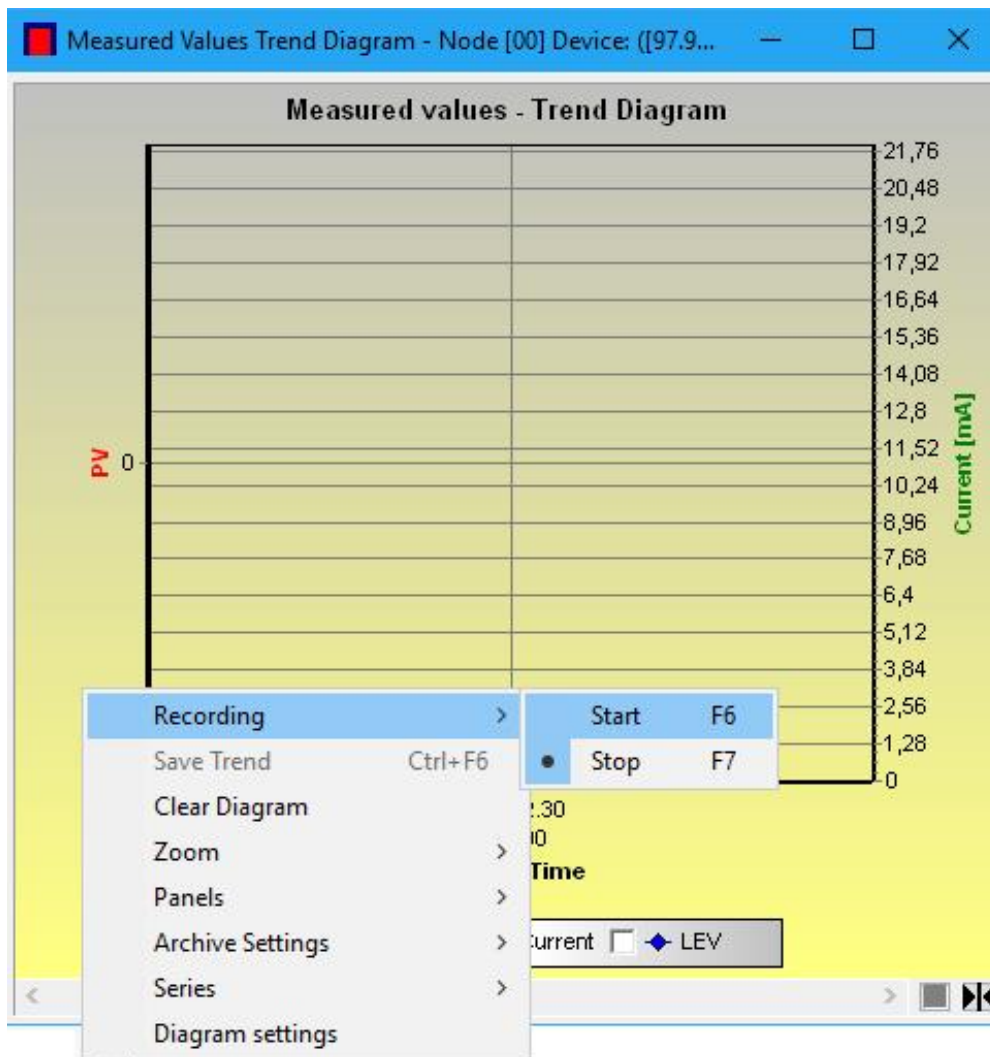 Measured Values Trend Diagram - Node [00] Device: ([97.9...
Measured values - Trend Diagram
21,76
20,48
19,2
17,92
16,64
15,36
14,08
12,8
11,52
10,24
8,96
7,68
6,4
5,12
3,84
2,56
1,28
0
Current [mA]
PV
0
Recording
Start F6
Save Trend Ctrl+F6
Stop F7
Clear Diagram
Zoom
Panels
Archive Settings
Series
Diagram settings
.30
Time
LEV